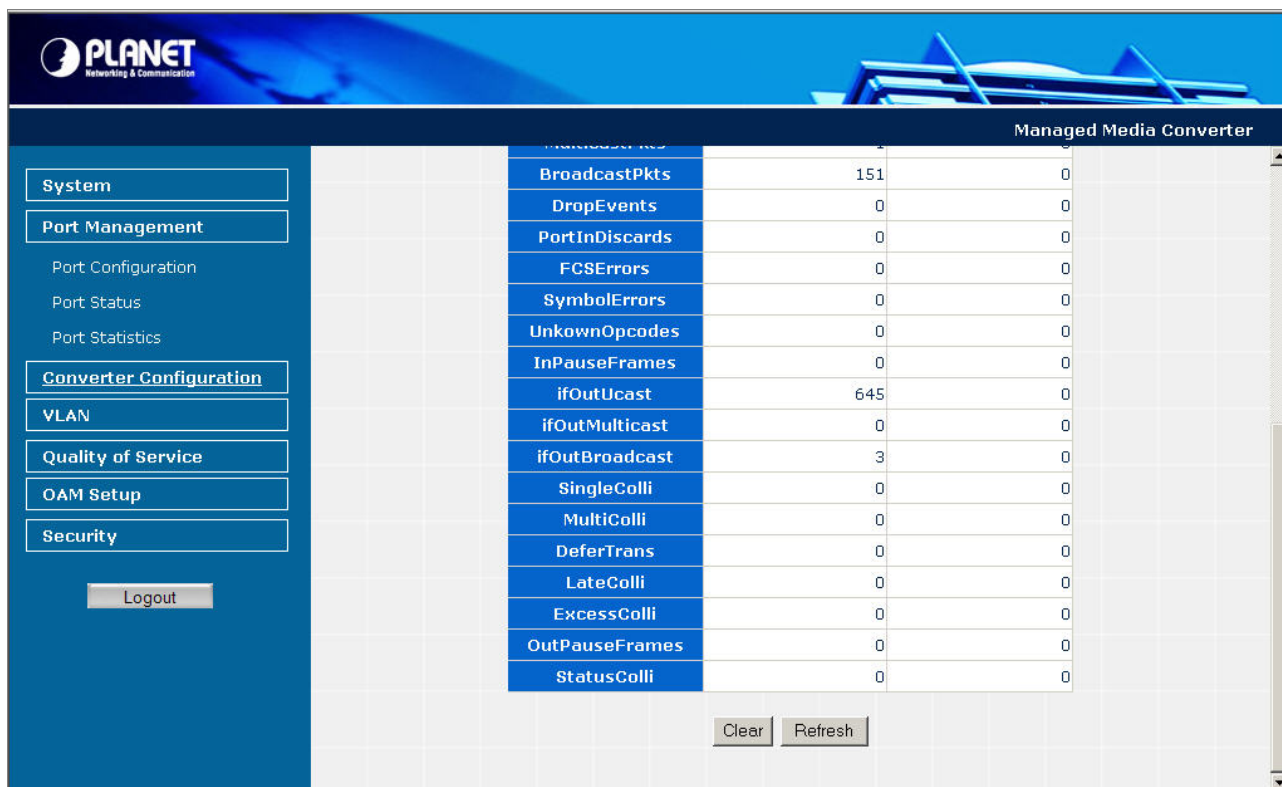 PLANET
Networking & Communication
Managed Media Converter
System
Port Management
Port Configuration
Port Status
Port Statistics
Converter Configuration
VLAN
Quality of Service
OAM Setup
Security
Logout
BroadcastPkts 151 0
DropEvents 0 0
PortInDiscards 0 0
FCSErrors 0 0
SymbolErrors 0 0
UnkownOpcodes 0 0
InPauseFrames 0 0
ifOutUcast 645 0
ifOutMulticast 0 0
ifOutBroadcast 3 0
SingleColli 0 0
MultiColli 0 0
DeferTrans 0 0
LateColli 0 0
ExcessColli 0 0
OutPauseFrames 0 0
StatusColli 0 0
Clear Refresh